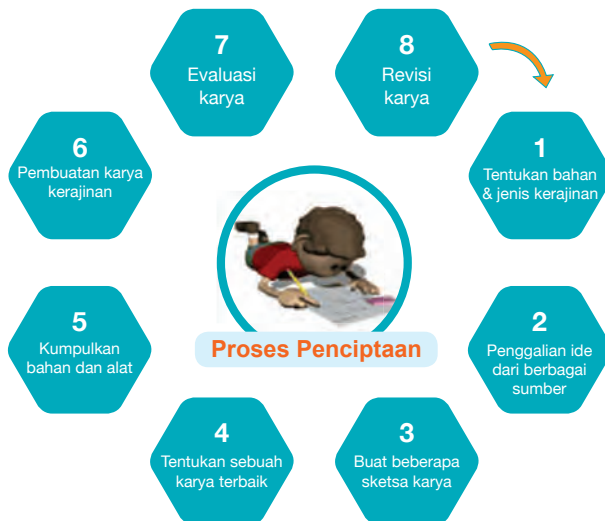 7
Evaluasi
karya
8
Revisi
karya
6
Pembuatan karya
kerajinan
1
Tentukan bahan
& jenis kerajinan
5
Kumpulkan
bahan dan alat
Proses Penciptaan
2
Penggalian ide
dari berbagai
sumber
4
Tentukan sebuah
karya terbaik
3
Buat beberapa
sketsa karya